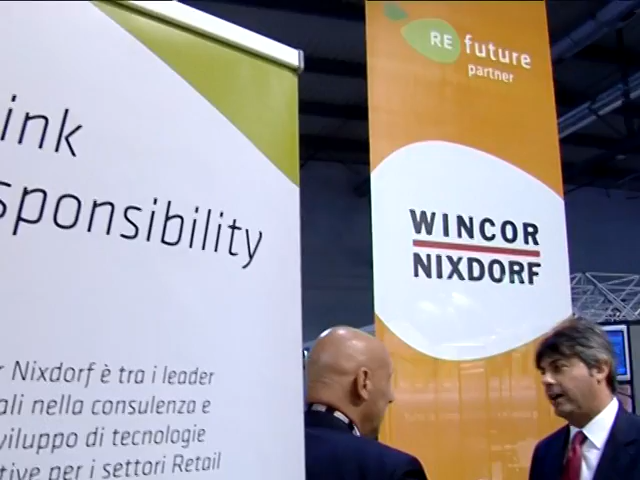 ink
sponsibility
Nixdorf è tra i leader
ali nella consulenza e
viluppo di tecnologie
tive per i settori Retail
RE future
partner
WINCOR
NIXDORF